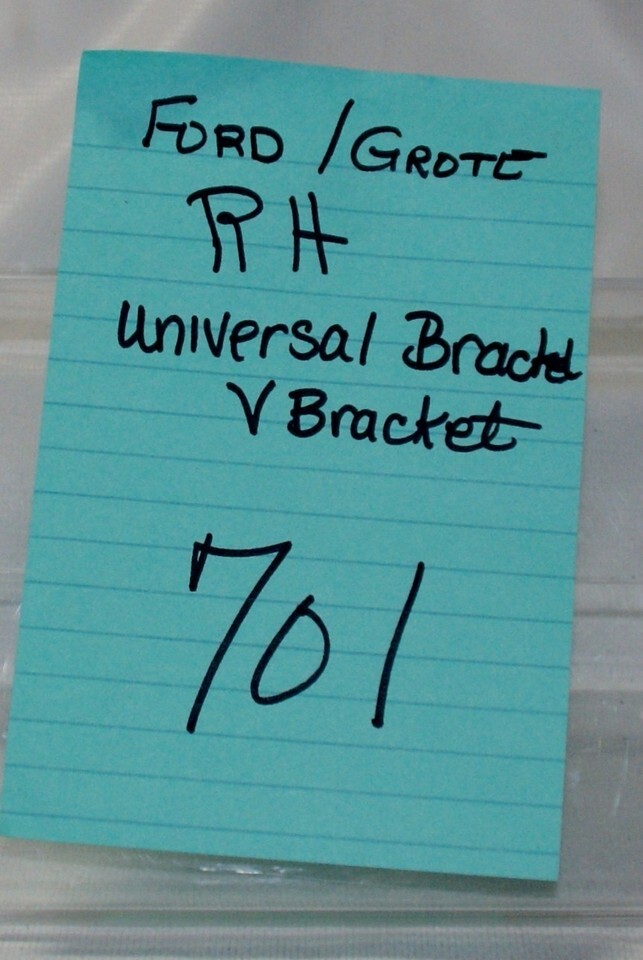 FORD / GROTE
RH
Universal Bracket
V Bracket
701